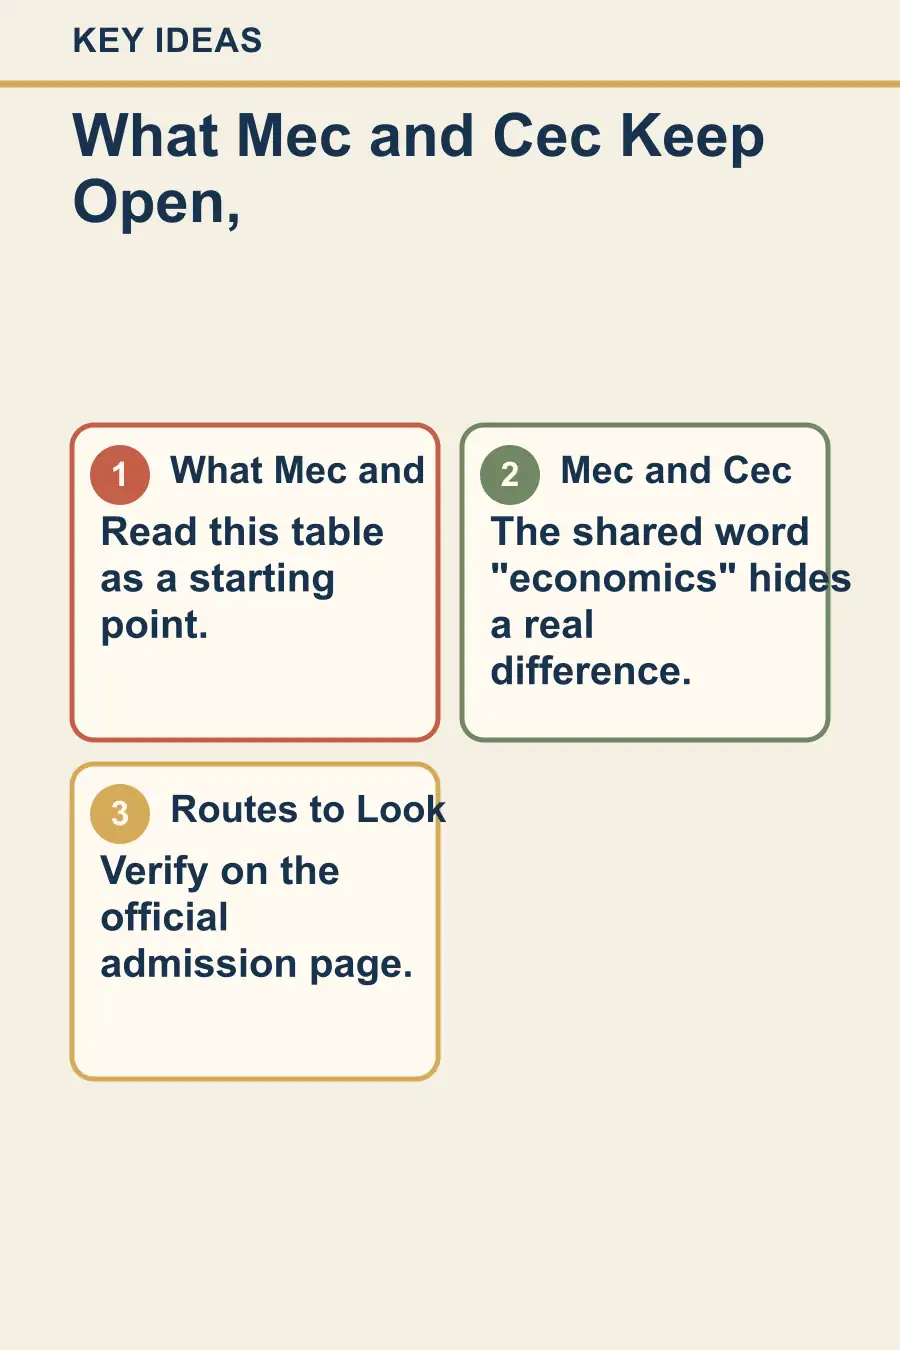 KEY IDEAS
What Mec and Cec Keep
Open,
1
What Mec and
Read this table
as a starting
point.
2
Mec and Cec
The shared word
"economics" hides
a real
difference.
3
Routes to Look
Verify on the
official
admission page.